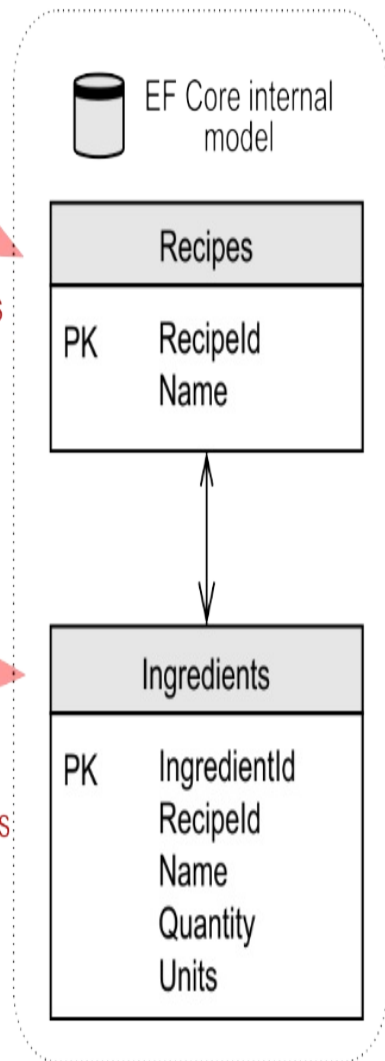 EF Core internal
model
Recipes
s
PK RecipeId
Name
Ingredients
PK IngredientId
s
RecipeId
Name
Quantity
Units